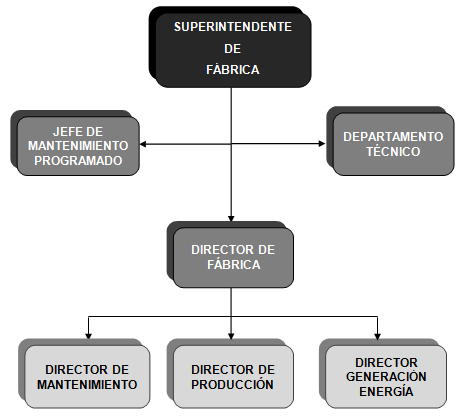 SUPERINTENDENTE
DE
FÀBRICA
JEFE DE
MANTENIMIENTO
PROGRAMADO
DEPARTAMENTO
TÉCNICO
DIRECTOR DE
FÁBRICA
DIRECTOR DE
MANTENIMIENTO
DIRECTOR DE
PRODUCCIÓN
DIRECTOR
GENERACIÓN
ENERGÍA